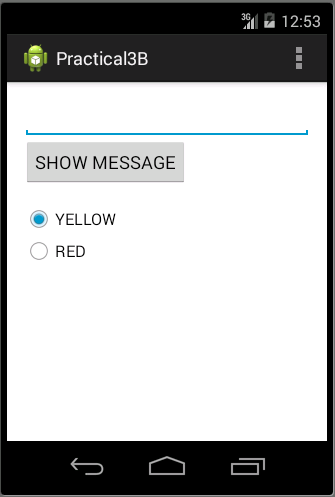 3G 12:53
Practical3B
SHOW MESSAGE
YELLOW
RED